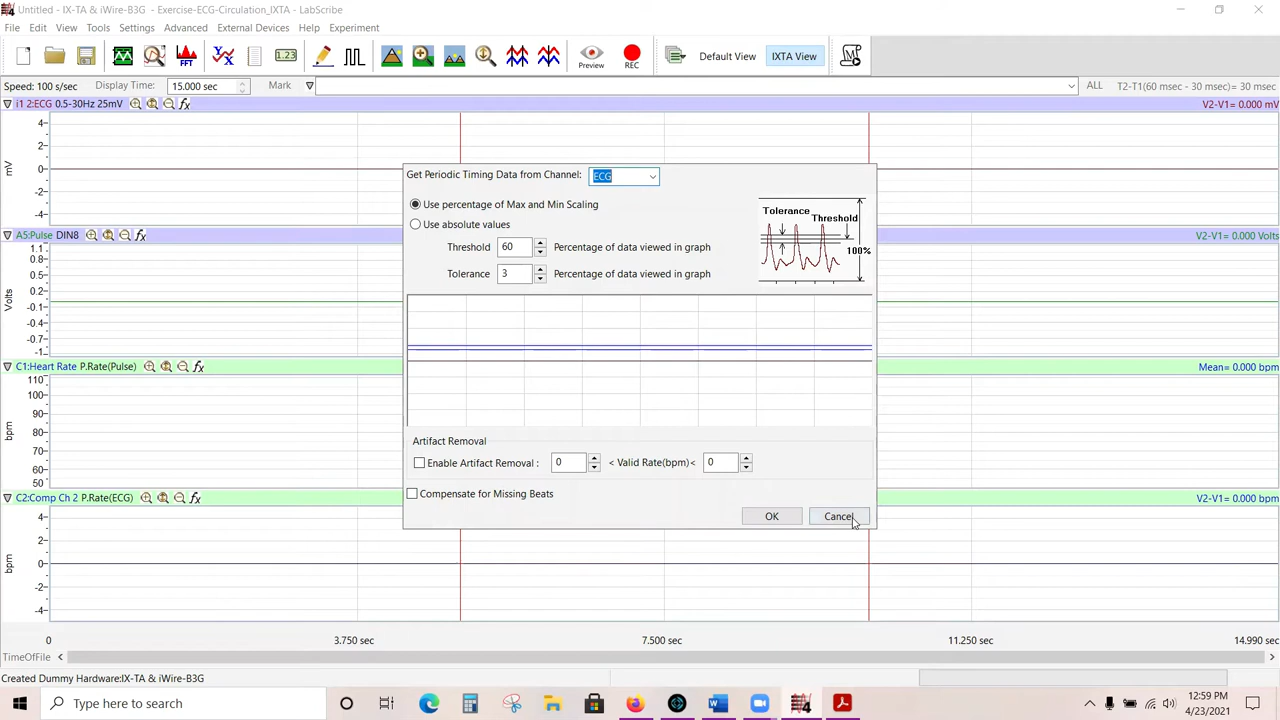 Untitled - IX-TA & iWire-B3G - Exercise-ECG-Circulation_IXTA - LabScribe
File Edit View Tools Settings Advanced External Devices Help Experiment
FFT
Y/X
1.2.3
Preview
REC
Default View
IXTA View
Speed: 100 s/sec Display Time: 15.000 sec Mark ALL T2-T1(60 msec - 30 msec)= 30 msec
i1 2:ECG 0.5-30Hz 25mV fx V2-V1= 0.000 mV
4
2
0
-2
-4
mV
A5:Pulse DIN8 fx V2-V1= 0.000 Volts
1.1
0.8
0.5
0.2
-0.1
-0.4
-0.7
-1
Volts
C1:Heart Rate P.Rate(Pulse) fx Mean= 0.000 bpm
110
100
90
80
70
60
50
bpm
C2:Comp Ch 2 P.Rate(ECG) fx V2-V1= 0.000 bpm
4
2
0
-2
-4
bpm
0 3.750 sec 7.500 sec 11.250 sec 14.990 sec
TimeOfFile
Created Dummy Hardware:IX-TA & iWire-B3G
Get Periodic Timing Data from Channel: ECG
Use percentage of Max and Min Scaling
Use absolute values
Threshold 60 Percentage of data viewed in graph
Tolerance 3 Percentage of data viewed in graph
Tolerance
Threshold
100%
Artifact Removal
Enable Artifact Removal : 0 < Valid Rate(bpm)< 0
Compensate for Missing Beats
OK Cancel
Type here to search
4
12:59 PM
4/23/2021